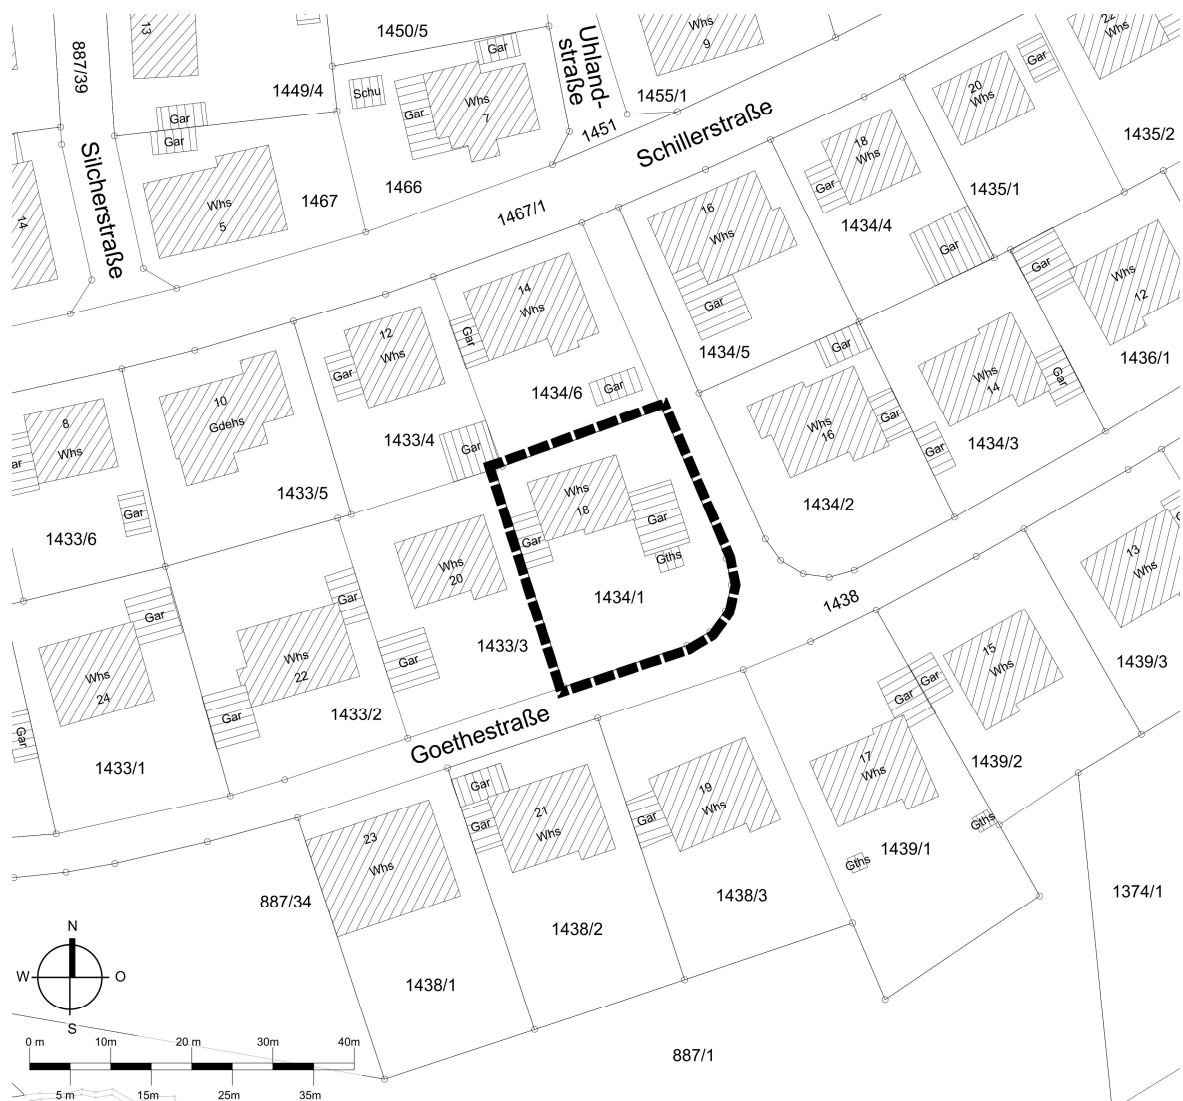 13
1450/5
Gar
Uhland-
straße
Whs
9
22
Whs
887/39
1449/4
Schu
Gar
Whs
7
1455/1
20
Whs
Gar
Gar
Gar
1451
Schillerstraße
18
Whs
1435/2
Silcherstraße
14
Whs
5
1467
1466
1467/1
16
Whs
Gar
1434/4
1435/1
Gar
Gar
Whs
12
14
Whs
Gar
12
Whs
Gar
Gar
1434/5
Gar
1436/1
Gar
10
Gdehs
1434/6
Gar
Whs
14
Gar
8
Whs
ar
1433/4
Gar
Whs
16
Gar
Gar
1434/3
1433/5
Whs
18
Gar
Gar
1434/2
Gar
1433/6
Whs
20
Gths
13
Whs
1434/1
1438
Gar
Gar
1433/3
Gar
Whs
22
Whs
24
15
Whs
1439/3
Gar
Gar
Gar
Gar
1433/2
Goethestraße
1433/1
17
Whs
1439/2
Gar
Gar
21
Whs
19
Whs
Gar
23
Whs
Gths
1439/1
Gths
887/34
1438/3
1374/1
1438/2
1438/1
N
W
O
S
887/1
0 m
10m
20 m
30m
40m
5 m
15m
25m
35m